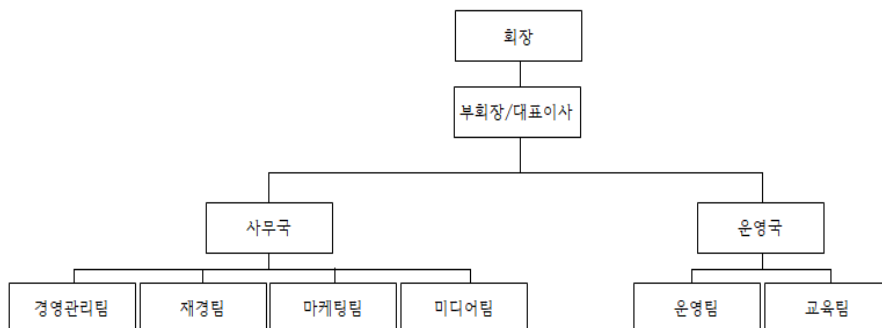 회장
부회장/대표이사
사무국
운영국
경영관리팀
재경팀
마케팅팀
미디어팀
운영팀
교육팀